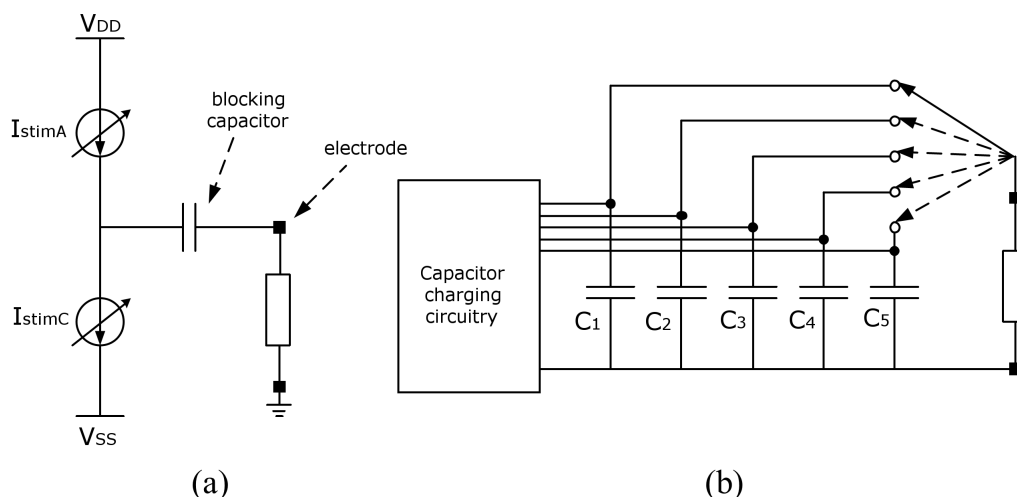 VDD
IstimA
blocking
capacitor
electrode
IstimC
VSS
(a)
Capacitor
charging
circuitry
C1
C2
C3
C4
C5
(b)